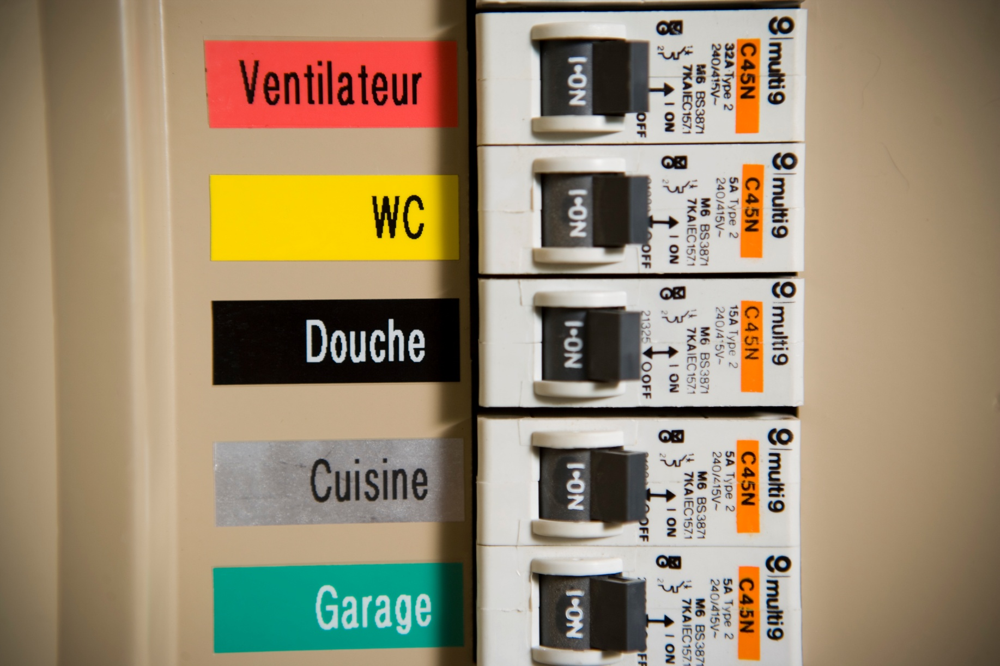 Ventilateur
I•ON
OFF
I ON
7KAIEC157.1
M6 BS3871
240/415V~
32A Type 2
C45N
multi9
WC
I•ON
OFF
I ON
7KAIEC157.1
M6 BS3871
240/415V~
5A Type 2
C45N
multi9
Douche
I•ON
21325
O OFF
I ON
7KAIEC157.1
M6 BS3871
240/415V~
15A Type 2
C45N
multi9
Cuisine
I•ON
OFF
I ON
7KAIEC157.1
M6 BS3871
240/415V~
5A Type 2
C45N
multi9
Garage
I•ON
I ON
7KAIEC157.1
M6 BS3871
240/415V~
5A Type 2
C45N
multi9